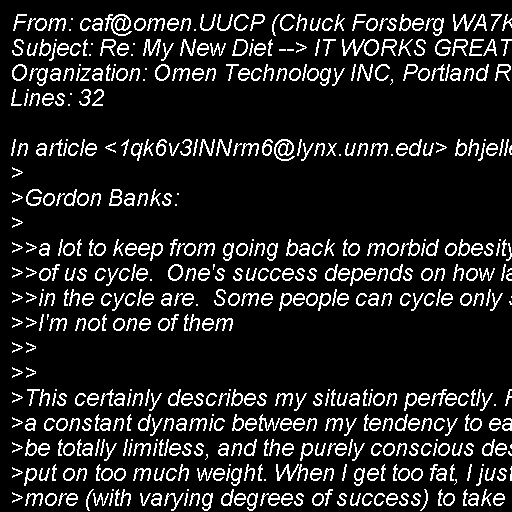 From: caf@omen.UUCP (Chuck Forsberg WA7K
Subject: Re: My New Diet --> IT WORKS GREAT
Organization: Omen Technology INC, Portland R
Lines: 32

In article <1qk6v3INNrm6@lynx.unm.edu> bhjelle
>
>Gordon Banks:
>
>>a lot to keep from going back to morbid obesity
>>of us cycle.  One's success depends on how la
>>in the cycle are.  Some people can cycle only s
>>I'm not one of them
>>
>>
>This certainly describes my situation perfectly. F
>a constant dynamic between my tendency to ea
>be totally limitless, and the purely conscious des
>put on too much weight. When I get too fat, I just
>more (with varying degrees of success) to take